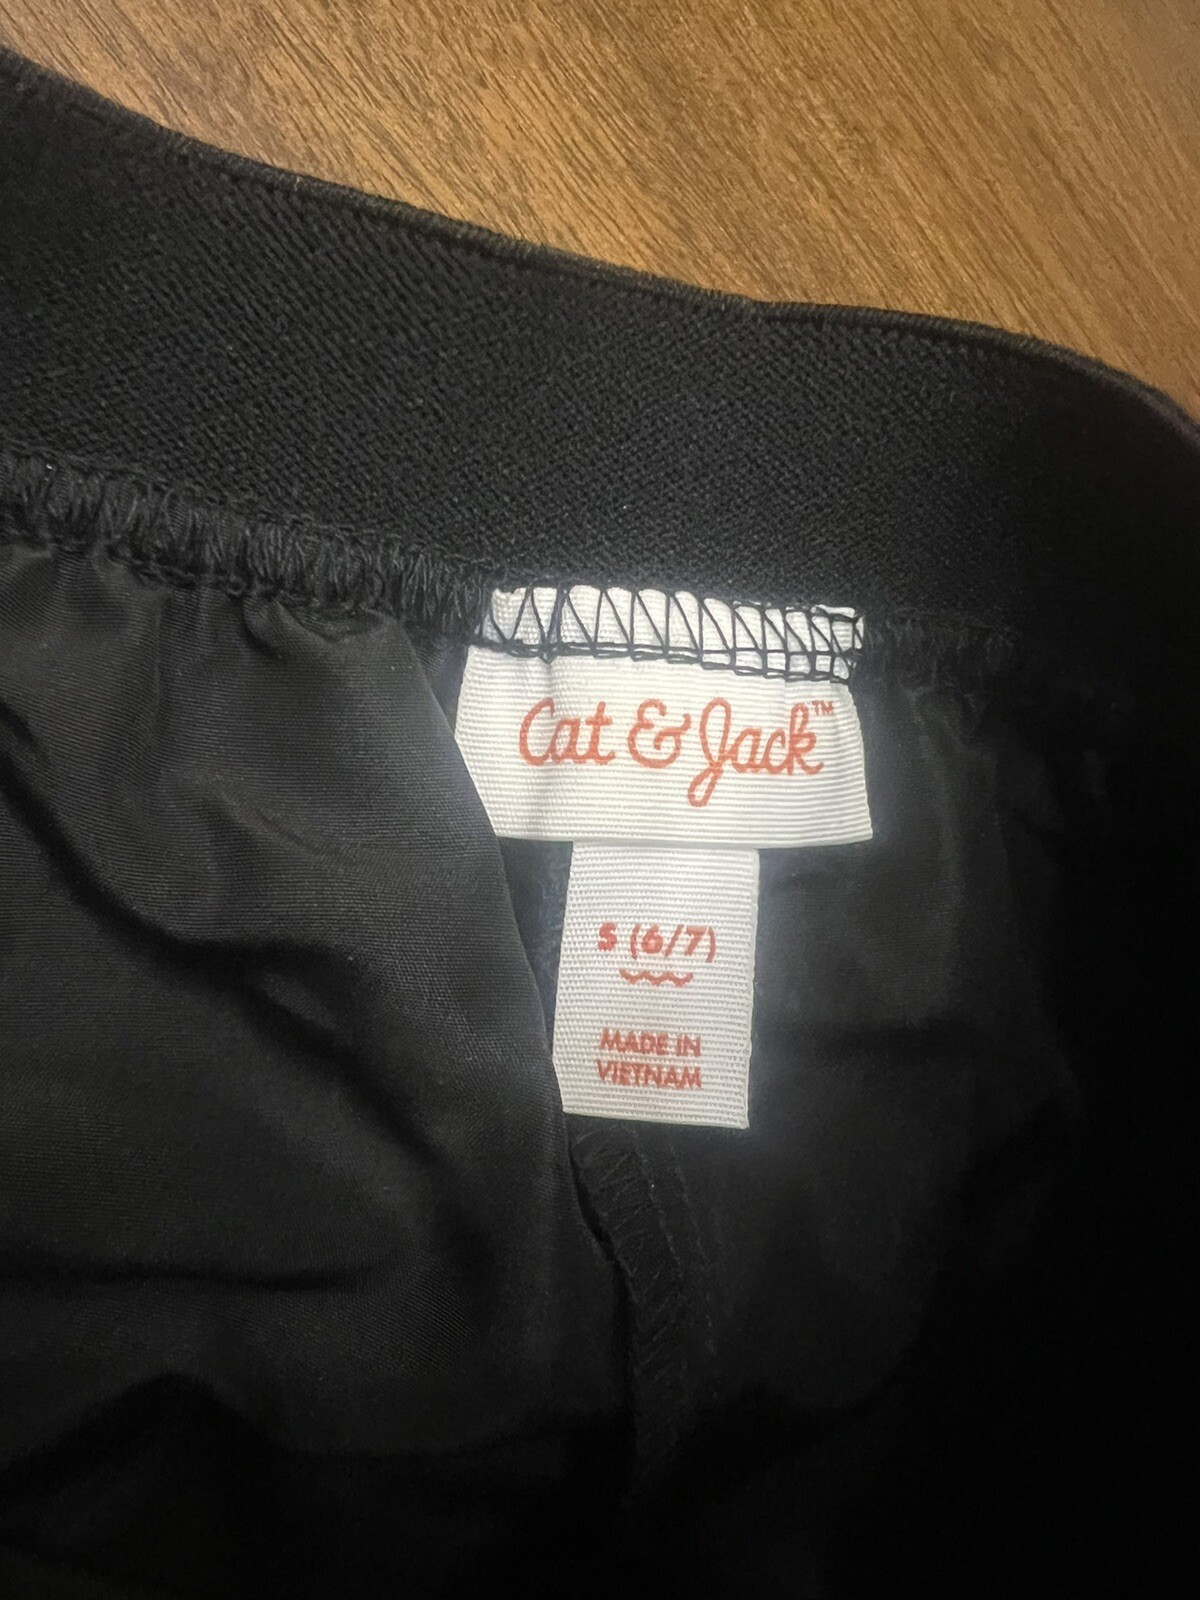 Cat & Jack™
S (6/7)
MADE IN
VIETNAM